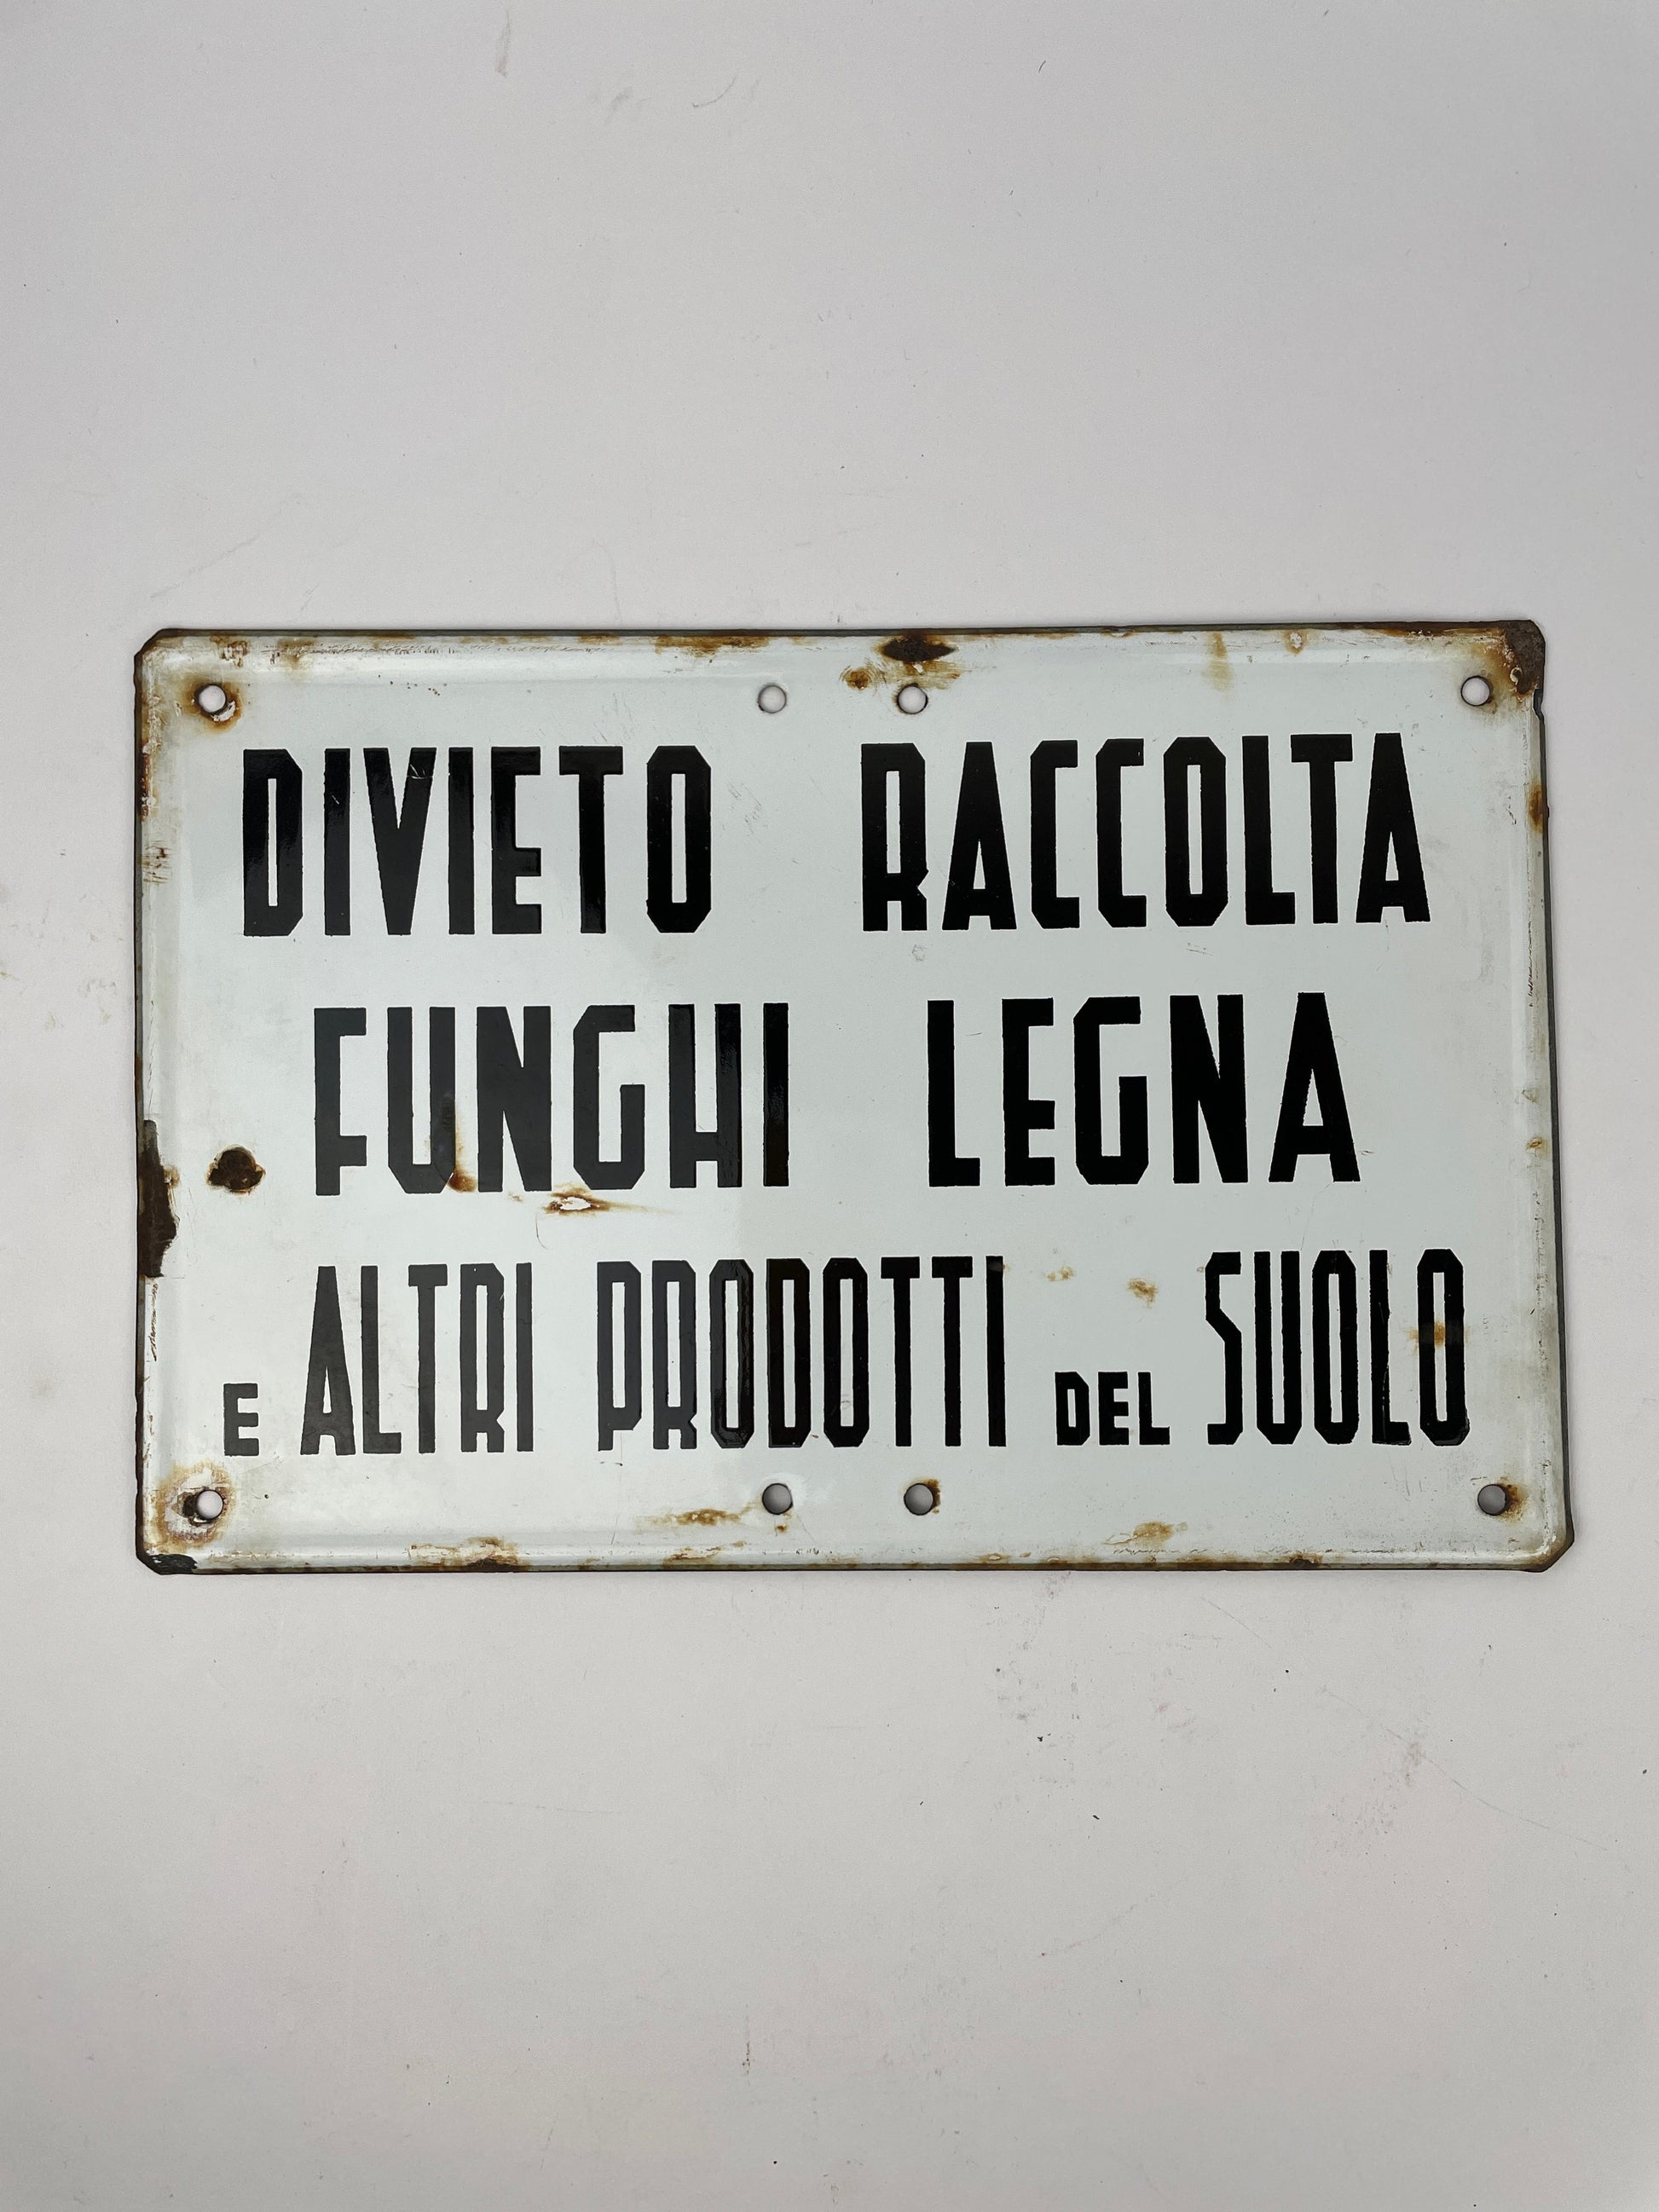 DIVIETO RACCOLTA
FUNGHI LEGNA
E ALTRI PRODOTTI DEL SUOLO